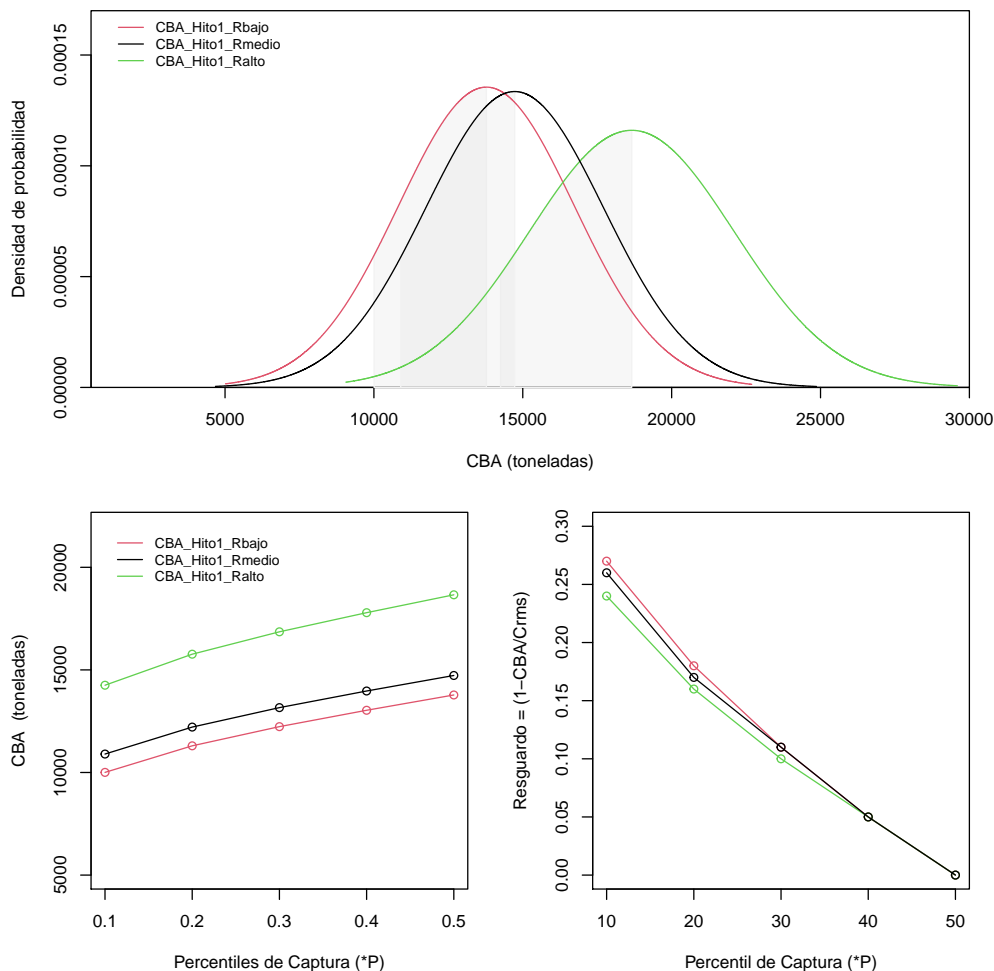 CBA_Hito1_Rbajo
CBA_Hito1_Rmedio
CBA_Hito1_Ralto
Densidad de probabilidad
0.00000
0.00005
0.00010
0.00015
5000
10000
15000
20000
25000
30000
CBA (toneladas)
CBA_Hito1_Rbajo
CBA_Hito1_Rmedio
CBA_Hito1_Ralto
CBA  (toneladas)
5000
10000
15000
20000
0.1
0.2
0.3
0.4
0.5
Percentiles de Captura (*P)
Resguardo = (1−CBA/Crms)
0.00
0.05
0.10
0.15
0.20
0.25
0.30
10
20
30
40
50
Percentil de Captura (*P)